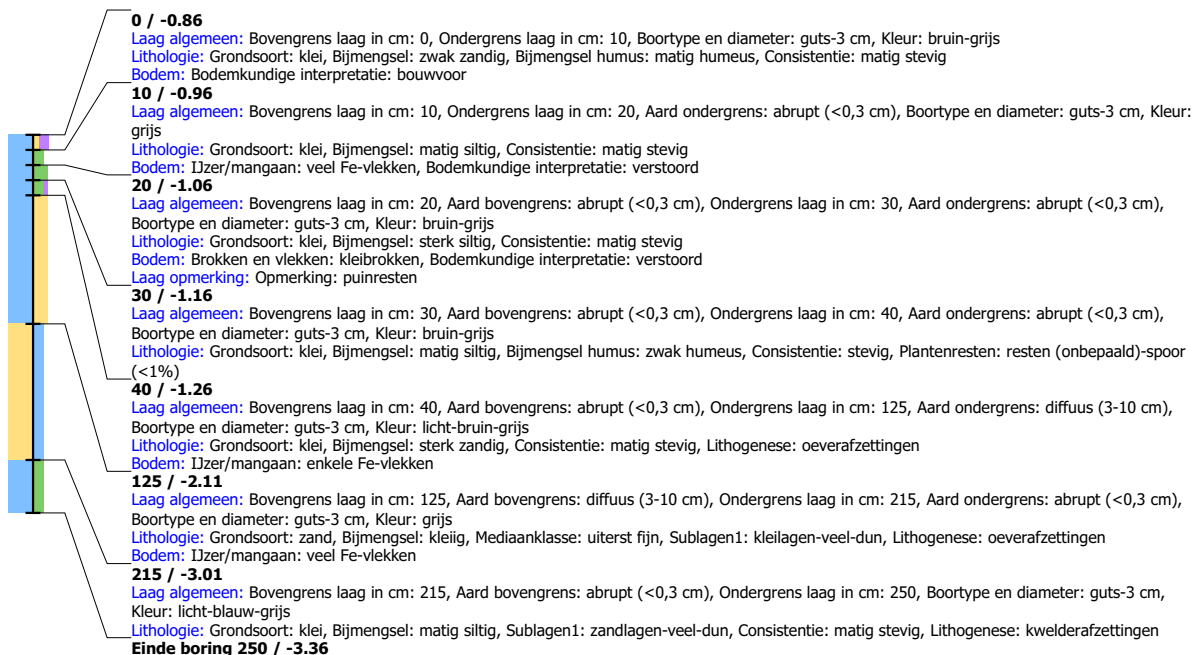 0 / -0.86
Laag algemeen: Bovengrens laag in cm: 0, Ondergrens laag in cm: 10, Boortype en diameter: guts-3 cm, Kleur: bruin-grijs
Lithologie: Grondsoort: klei, Bijmengsel: zwak zandig, Bijmengsel humus: matig humeus, Consistentie: matig stevig
Bodem: Bodemkundige interpretatie: bouwvoor
10 / -0.96
Laag algemeen: Bovengrens laag in cm: 10, Ondergrens laag in cm: 20, Aard ondergrens: abrupt (<0,3 cm), Boortype en diameter: guts-3 cm, Kleur:
grijs
Lithologie: Grondsoort: klei, Bijmengsel: matig siltig, Consistentie: matig stevig
Bodem: IJzer/mangaan: veel Fe-vlekken, Bodemkundige interpretatie: verstoord
20 / -1.06
Laag algemeen: Bovengrens laag in cm: 20, Aard bovengrens: abrupt (<0,3 cm), Ondergrens laag in cm: 30, Aard ondergrens: abrupt (<0,3 cm),
Boortype en diameter: guts-3 cm, Kleur: bruin-grijs
Lithologie: Grondsoort: klei, Bijmengsel: sterk siltig, Consistentie: matig stevig
Bodem: Brokken en vlekken: kleibrokken, Bodemkundige interpretatie: verstoord
Laag opmerking: Opmerking: puinresten
30 / -1.16
Laag algemeen: Bovengrens laag in cm: 30, Aard bovengrens: abrupt (<0,3 cm), Ondergrens laag in cm: 40, Aard ondergrens: abrupt (<0,3 cm),
Boortype en diameter: guts-3 cm, Kleur: bruin-grijs
Lithologie: Grondsoort: klei, Bijmengsel: matig siltig, Bijmengsel humus: zwak humeus, Consistentie: stevig, Plantenresten: resten (onbepaald)-spoor
(<1%)
40 / -1.26
Laag algemeen: Bovengrens laag in cm: 40, Aard bovengrens: abrupt (<0,3 cm), Ondergrens laag in cm: 125, Aard ondergrens: diffuus (3-10 cm),
Boortype en diameter: guts-3 cm, Kleur: licht-bruin-grijs
Lithologie: Grondsoort: klei, Bijmengsel: sterk zandig, Consistentie: matig stevig, Lithogenese: oeverafzettingen
Bodem: IJzer/mangaan: enkele Fe-vlekken
125 / -2.11
Laag algemeen: Bovengrens laag in cm: 125, Aard bovengrens: diffuus (3-10 cm), Ondergrens laag in cm: 215, Aard ondergrens: abrupt (<0,3 cm),
Boortype en diameter: guts-3 cm, Kleur: grijs
Lithologie: Grondsoort: zand, Bijmengsel: kleiig, Mediaanklasse: uiterst fijn, Sublagen1: kleilagen-veel-dun, Lithogenese: oeverafzettingen
Bodem: IJzer/mangaan: veel Fe-vlekken
215 / -3.01
Laag algemeen: Bovengrens laag in cm: 215, Aard bovengrens: abrupt (<0,3 cm), Ondergrens laag in cm: 250, Boortype en diameter: guts-3 cm,
Kleur: licht-blauw-grijs
Lithologie: Grondsoort: klei, Bijmengsel: matig siltig, Sublagen1: zandlagen-veel-dun, Consistentie: matig stevig, Lithogenese: kwelderafzettingen
Einde boring 250 / -3.36